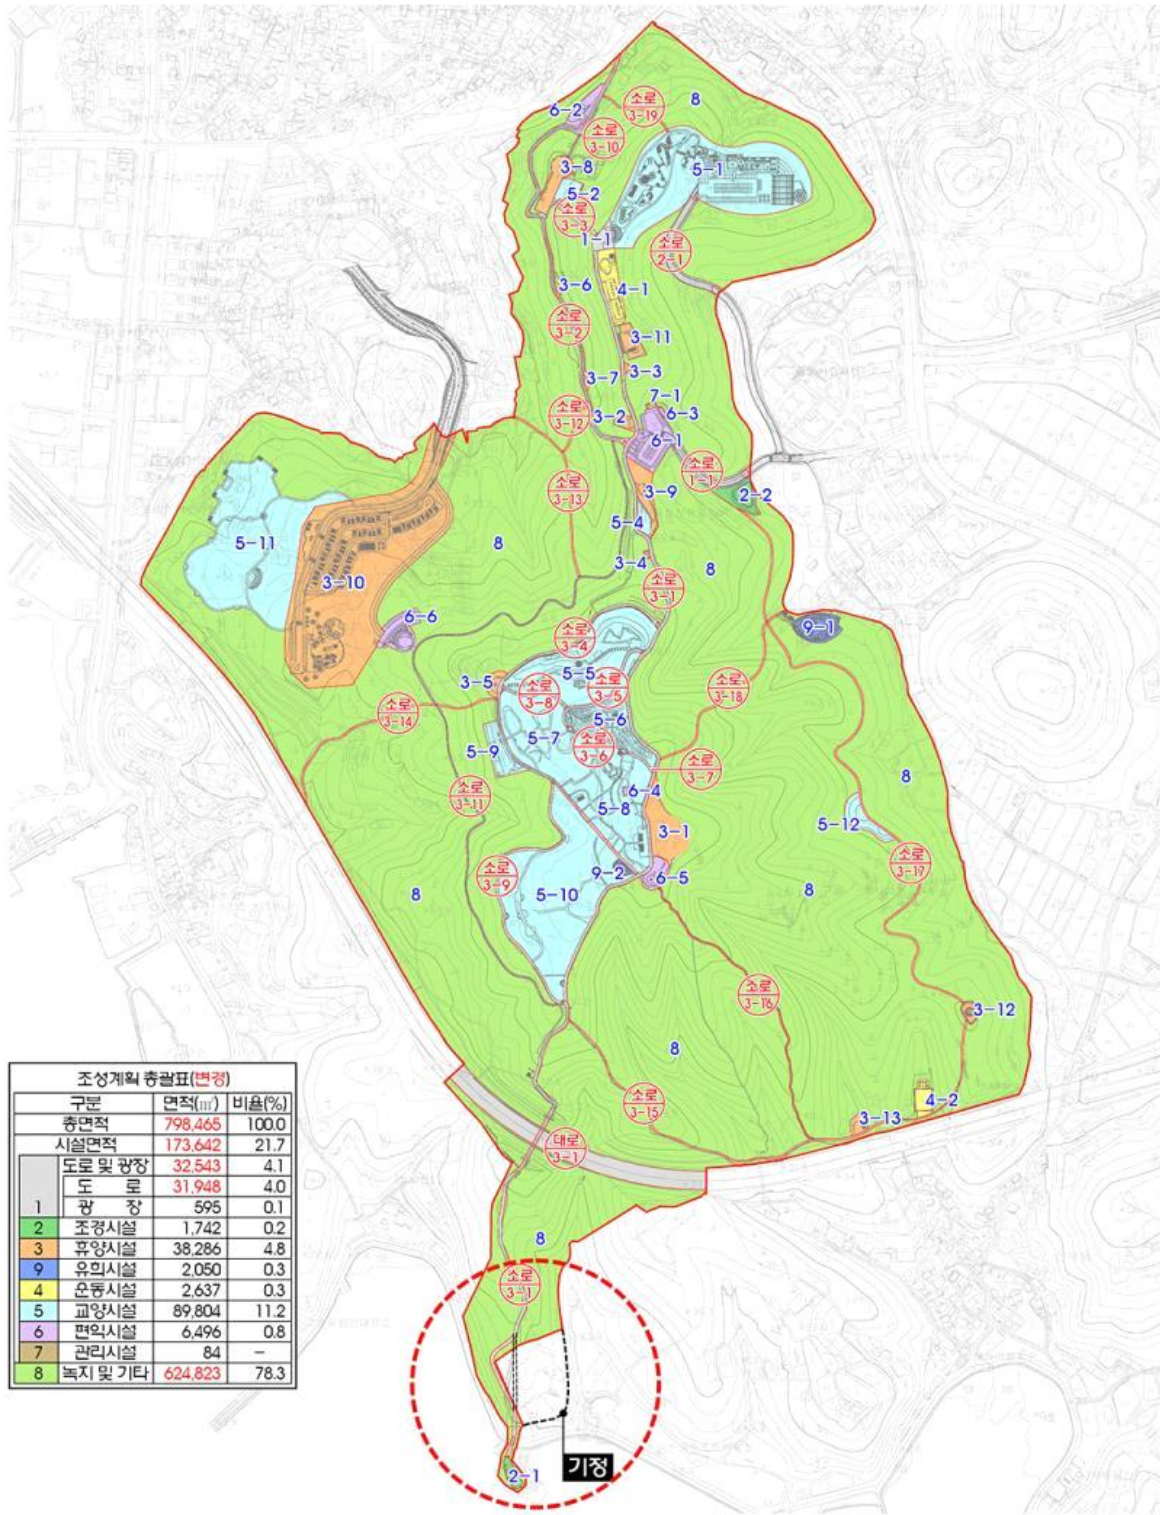 8
6-2
소로
3-19
소로
3-10
3-8
5-1
5-2
소로
3-3
1-1
소로
2-1
3-6
4-1
소로
3-2
3-11
3-3
3-7
7-1
소로
3-12
3-2
6-3
6-1
소로
1-1
소로
3-13
3-9
2-2
5-4
5-11
8
3-10
3-4
8
소로
3-1
6-6
9-1
소로
3-4
5-5
3-5
소로
3-8
소로
3-5
소로
3-18
소로
3-14
5-6
5-7
5-9
소로
3-6
소로
3-7
8
소로
3-11
6-4
5-8
5-12
3-1
소로
3-17
소로
3-9
9-2
6-5
8
5-10
8
소로
3-16
3-12
8
소로
3-15
4-2
3-13
대로
3-1
8
소로
3-1
기정
2-1
조성계획 총괄표(변경)
구분 면적(㎡) 비율(%)
총면적 798,465 100.0
시설면적 173,642 21.7
도로 및 광장 32,543 4.1
도 로 31,948 4.0
1 광 장 595 0.1
2 조경시설 1,742 0.2
3 휴양시설 38,286 4.8
9 유희시설 2,050 0.3
4 운동시설 2,637 0.3
5 교양시설 89,804 11.2
6 편익시설 6,496 0.8
7 관리시설 84 -
8 녹지 및 기타 624,823 78.3